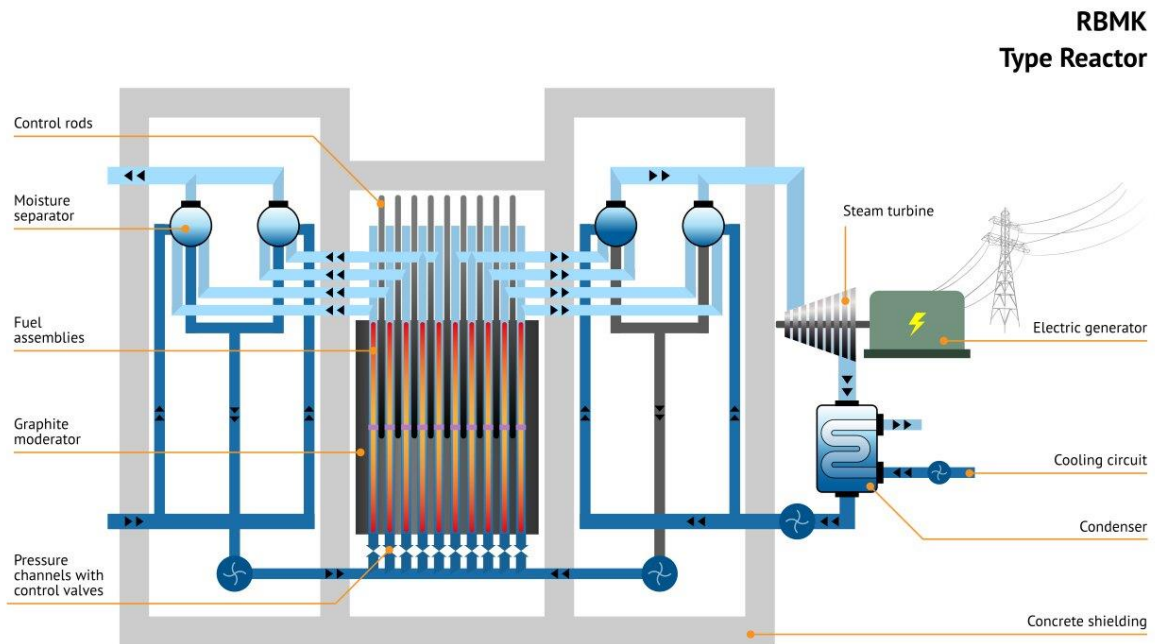 RBMK
Type Reactor
Control rods
Moisture
separator
Fuel
assemblies
Graphite
moderator
Pressure
channels with
control valves
Steam turbine
Electric generator
Cooling circuit
Condenser
Concrete shielding